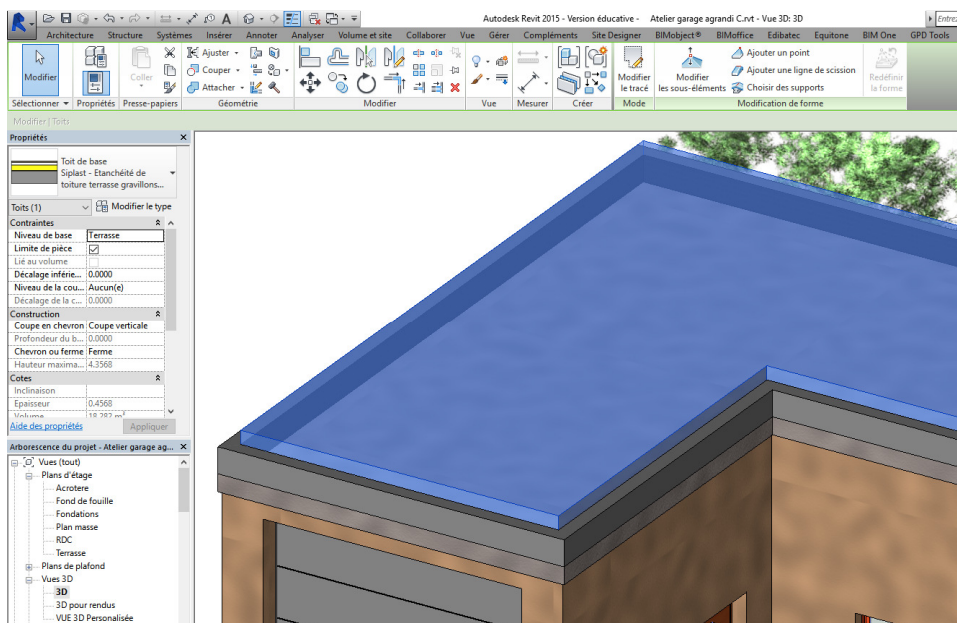 Autodesk Revit 2015 - Version éducative - Atelier garage agrandi C.rvt - Vue 3D: 3D
Entrez
Architecture Structure Systèmes Insérer Annoter Analyser Volume et site Collaborer Vue Gérer Compléments Site Designer BIMobject® BIMoffice Edibatec Equitone BIM One GPD Tools
Modifier
Coller
Ajuster
Couper
Attacher
Modifier
le tracé
Modifier
les sous-éléments
Ajouter un point
Ajouter une ligne de scission
Choisir des supports
Redéfinir
la forme
Sélectionner Propriétés Presse-papiers Géométrie Modifier Vue Mesurer Créer Mode Modification de forme
Modifier | Toits
Propriétés
Toit de base
Siplast - Etanchéité de
toiture terrasse gravillons...
Toits (1) Modifier le type
Contraintes
Niveau de base Terrasse
Limite de pièce
Lié au volume
Décalage inférie... 0.0000
Niveau de la cou... Aucun(e)
Décalage de la c... 0.0000
Construction
Coupe en chevron Coupe verticale
Profondeur du b... 0.0000
Chevron ou ferme Ferme
Hauteur maxima... 4.3568
Cotes
Inclinaison
Epaisseur 0.4568
Volume 18.282 m³
Aide des propriétés Appliquer
Arborescence du projet - Atelier garage ag...
Vues (tout)
Plans d'étage
Acrotere
Fond de fouille
Fondations
Plan masse
RDC
Terrasse
Plans de plafond
Vues 3D
3D
3D pour rendus
VUE 3D Personalisée